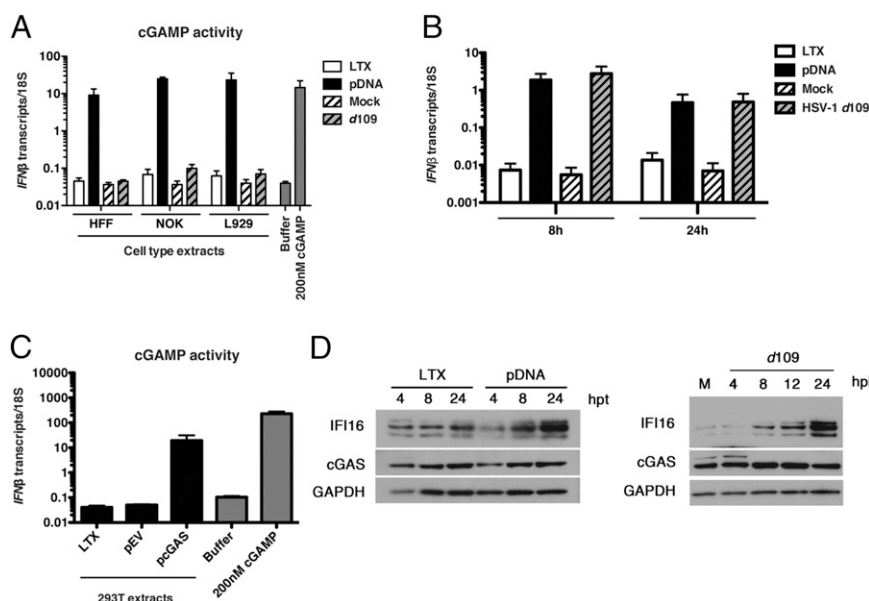 A
cGAMP activity
IFNβ transcripts/18S
100
10
1
0.10
0.01
LTX
pDNA
Mock
d109
HFF
NOK
L929
Buffer
200nM cGAMP
Cell type extracts
B
IFNβ transcripts/18S
10
1
0.1
0.01
0.001
LTX
pDNA
Mock
HSV-1 d109
8h
24h
C
cGAMP activity
IFNβ transcripts/18S
10000
1000
100
10
1
0.1
0.01
LTX
pEV
pcGAS
Buffer
200nM cGAMP
293T extracts
D
LTX pDNA
4 8 24 4 8 24 hpt
IFI16
cGAS
GAPDH
d109
M 4 8 12 24 hpi
IFI16
cGAS
GAPDH